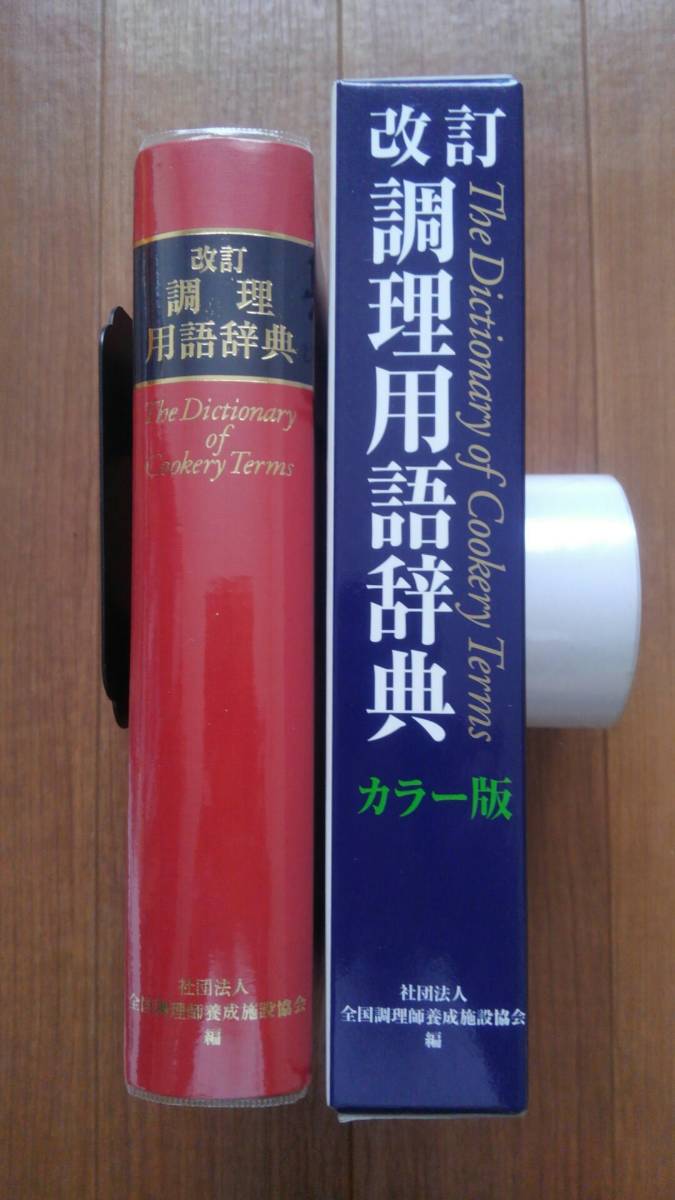 改訂
調理
用語辞典
The Dictionary
of
Cookery Terms
社団法人
全国調理師養成施設協会
編
改訂
調理用語辞典
The Dictionary of Cookery Terms
カラー版
社団法人
全国調理師養成施設協会
編